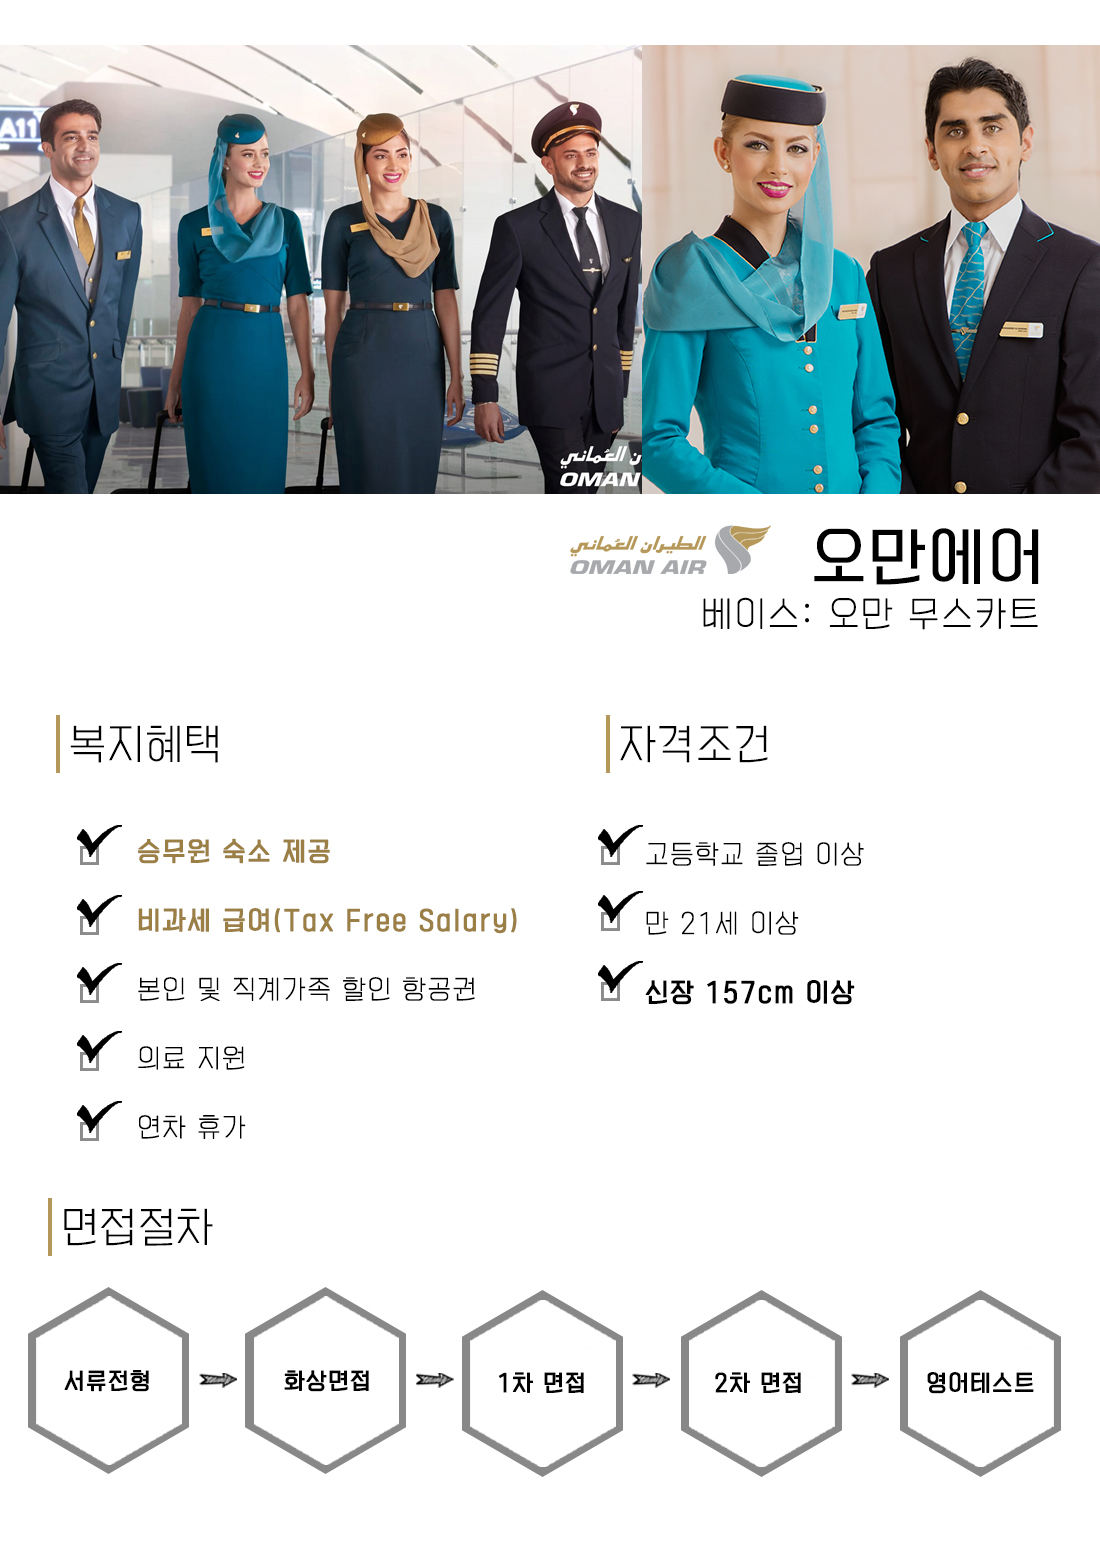 A11
ن العُماني
OMAN
الطيران العُماني
OMAN AIR
오만에어
베이스: 오만 무스카트
복지혜택
승무원 숙소 제공
비과세 급여(Tax Free Salary)
본인 및 직계가족 할인 항공권
의료 지원
연차 휴가
자격조건
고등학교 졸업 이상
만 21세 이상
신장 157cm 이상
면접절차
서류전형
화상면접
1차 면접
2차 면접
영어테스트